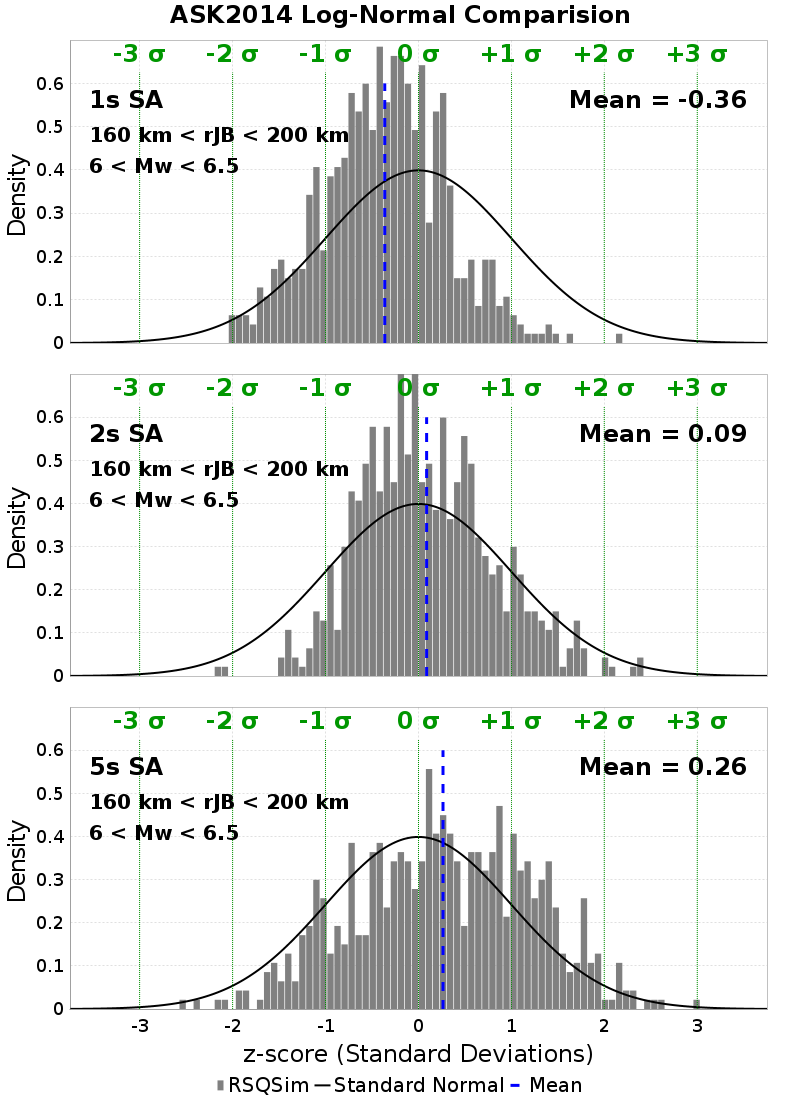 ASK2014 Log-Normal Comparision
-3 σ -2 σ -1 σ 0 σ +1 σ +2 σ +3 σ
1s SA Mean = -0.36
160 km < rJB < 200 km
6 < Mw < 6.5
0.6
0.5
0.4
0.3
0.2
0.1
0
Density
-3 σ -2 σ -1 σ 0 σ +1 σ +2 σ +3 σ
2s SA Mean = 0.09
160 km < rJB < 200 km
6 < Mw < 6.5
0.6
0.5
0.4
0.3
0.2
0.1
0
Density
-3 σ -2 σ -1 σ 0 σ +1 σ +2 σ +3 σ
5s SA Mean = 0.26
160 km < rJB < 200 km
6 < Mw < 6.5
0.6
0.5
0.4
0.3
0.2
0.1
0
Density
-3 -2 -1 0 1 2 3
z-score (Standard Deviations)
RSQSim Standard Normal Mean